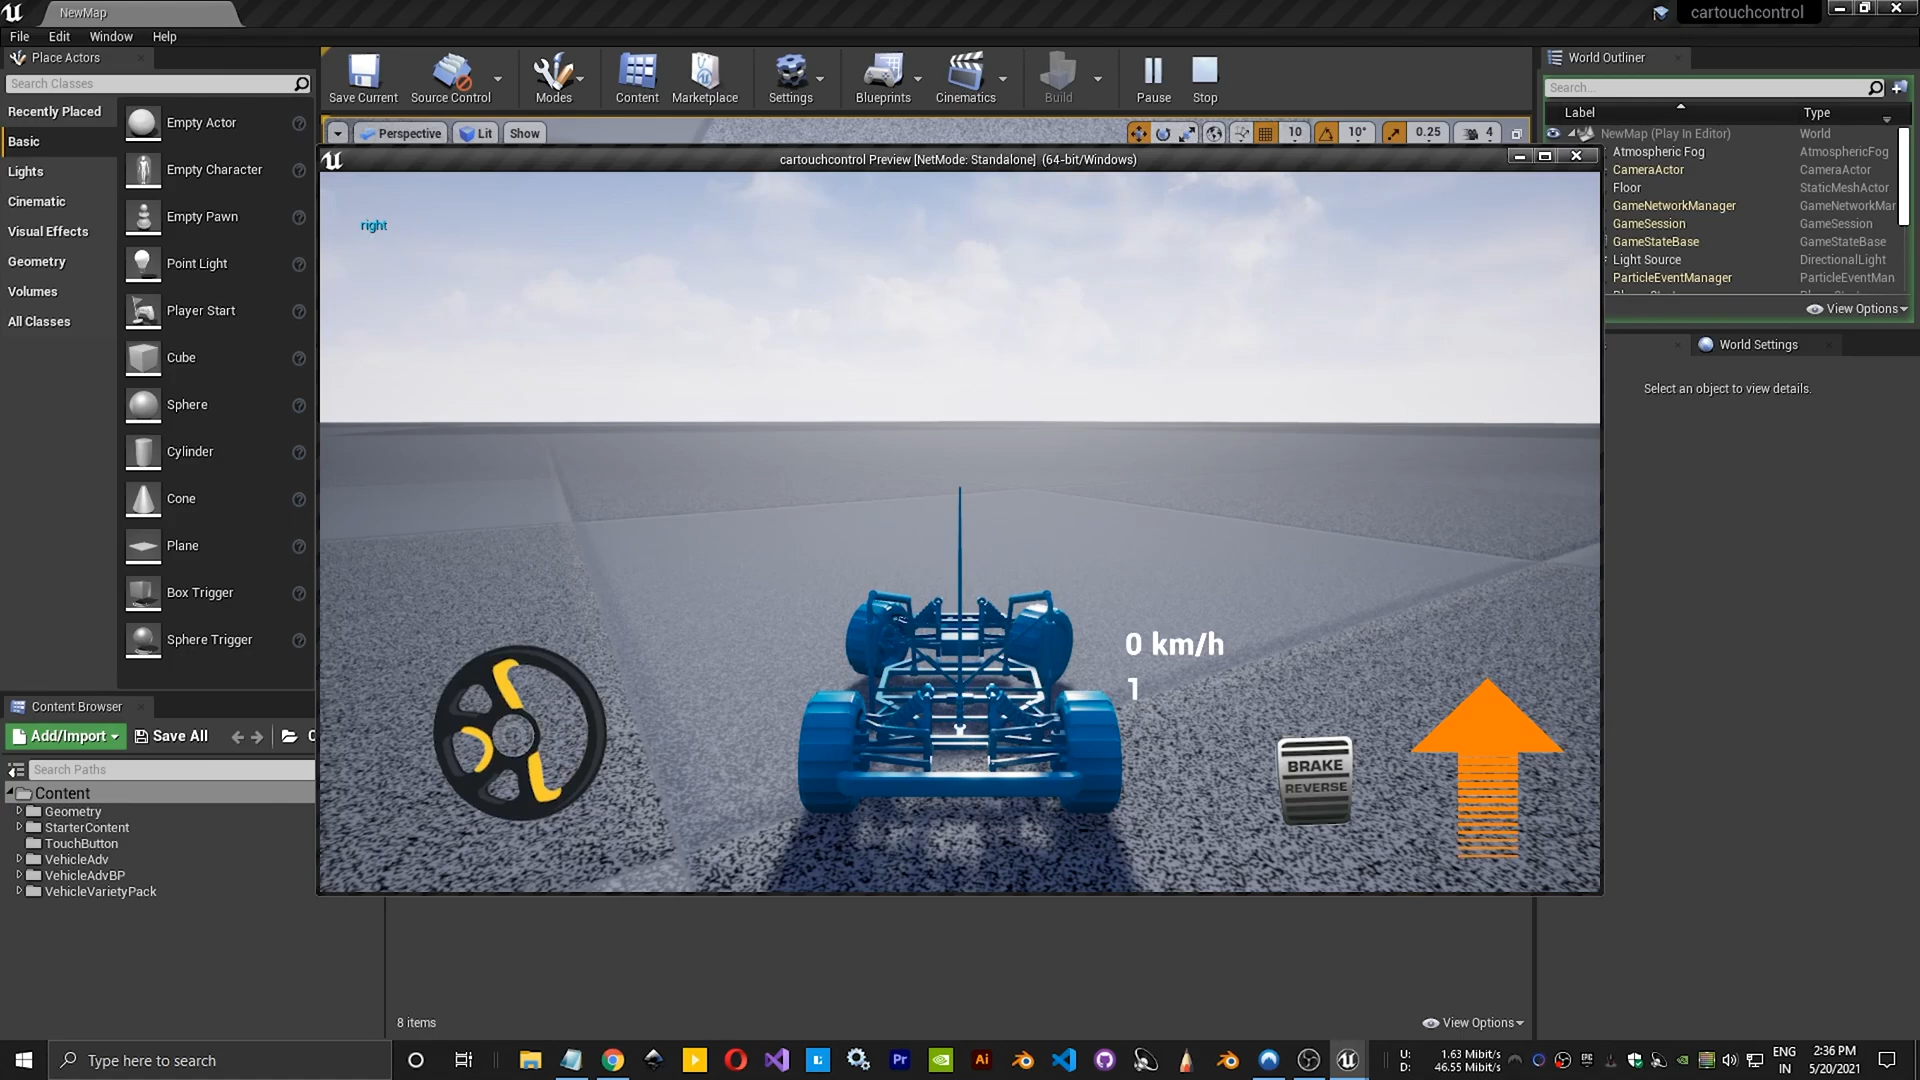 NewMap
cartouchcontrol
File Edit Window Help
Place Actors
Search Classes
Recently Placed
Basic
Lights
Cinematic
Visual Effects
Geometry
Volumes
All Classes
Empty Actor
Empty Character
Empty Pawn
Point Light
Player Start
Cube
Sphere
Cylinder
Cone
Plane
Box Trigger
Sphere Trigger
Save Current Source Control Modes Content Marketplace Settings Blueprints Cinematics Build Pause Stop
Perspective Lit Show 10 10° 0.25 4
cartouchcontrol Preview [NetMode: Standalone] (64-bit/Windows)
right
0 km/h
1
BRAKE
REVERSE
World Outliner
Search...
Label Type
NewMap (Play In Editor) World
Atmospheric Fog AtmosphericFog
CameraActor CameraActor
Floor StaticMeshActor
GameNetworkManager GameNetworkMar
GameSession GameSession
GameStateBase GameStateBase
Light Source DirectionalLight
ParticleEventManager ParticleEventMan
View Options
World Settings
Select an object to view details.
Content Browser
Add/Import Save All C
Search Paths
Content
Geometry
StarterContent
TouchButton
VehicleAdv
VehicleAdvBP
VehicleVarietyPack
8 items View Options
Type here to search
Pr
Ai
U: 1.63 Mibit/s
D: 46.55 Mibit/s
ENG
IN
2:36 PM
5/20/2021